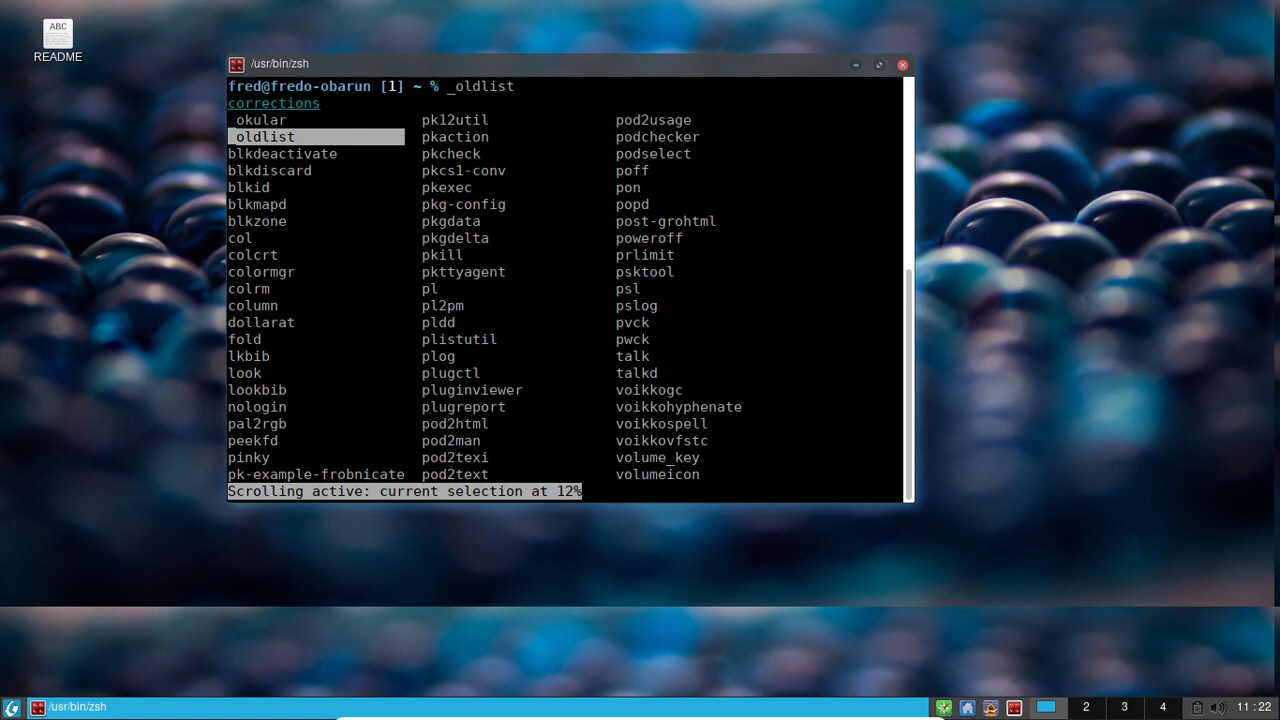 ABC
README
/usr/bin/zsh
fred@fredo-obarun [1] ~ % _oldlist
corrections
_okular pk12util pod2usage
_oldlist pkaction podchecker
blkdeactivate pkcheck podselect
blkdiscard pkcs1-conv poff
blkid pkexec pon
blkmapd pkg-config popd
blkzone pkgdata post-grohtml
col pkgdelta poweroff
colcrt pkill prlimit
colormgr pkttyagent psktool
colrm pl psl
column pl2pm pslog
dollarat pldd pvck
fold plistutil pwck
lkbib plog talk
look plugctl talkd
lookbib pluginviewer voikkogc
nologin plugreport voikkohyphenate
pal2rgb pod2html voikkospell
peekfd pod2man voikkovfstc
pinky pod2texi volume_key
pk-example-frobnicate pod2text volumeicon
Scrolling active: current selection at 12%
/usr/bin/zsh
2 3 4 11 : 22